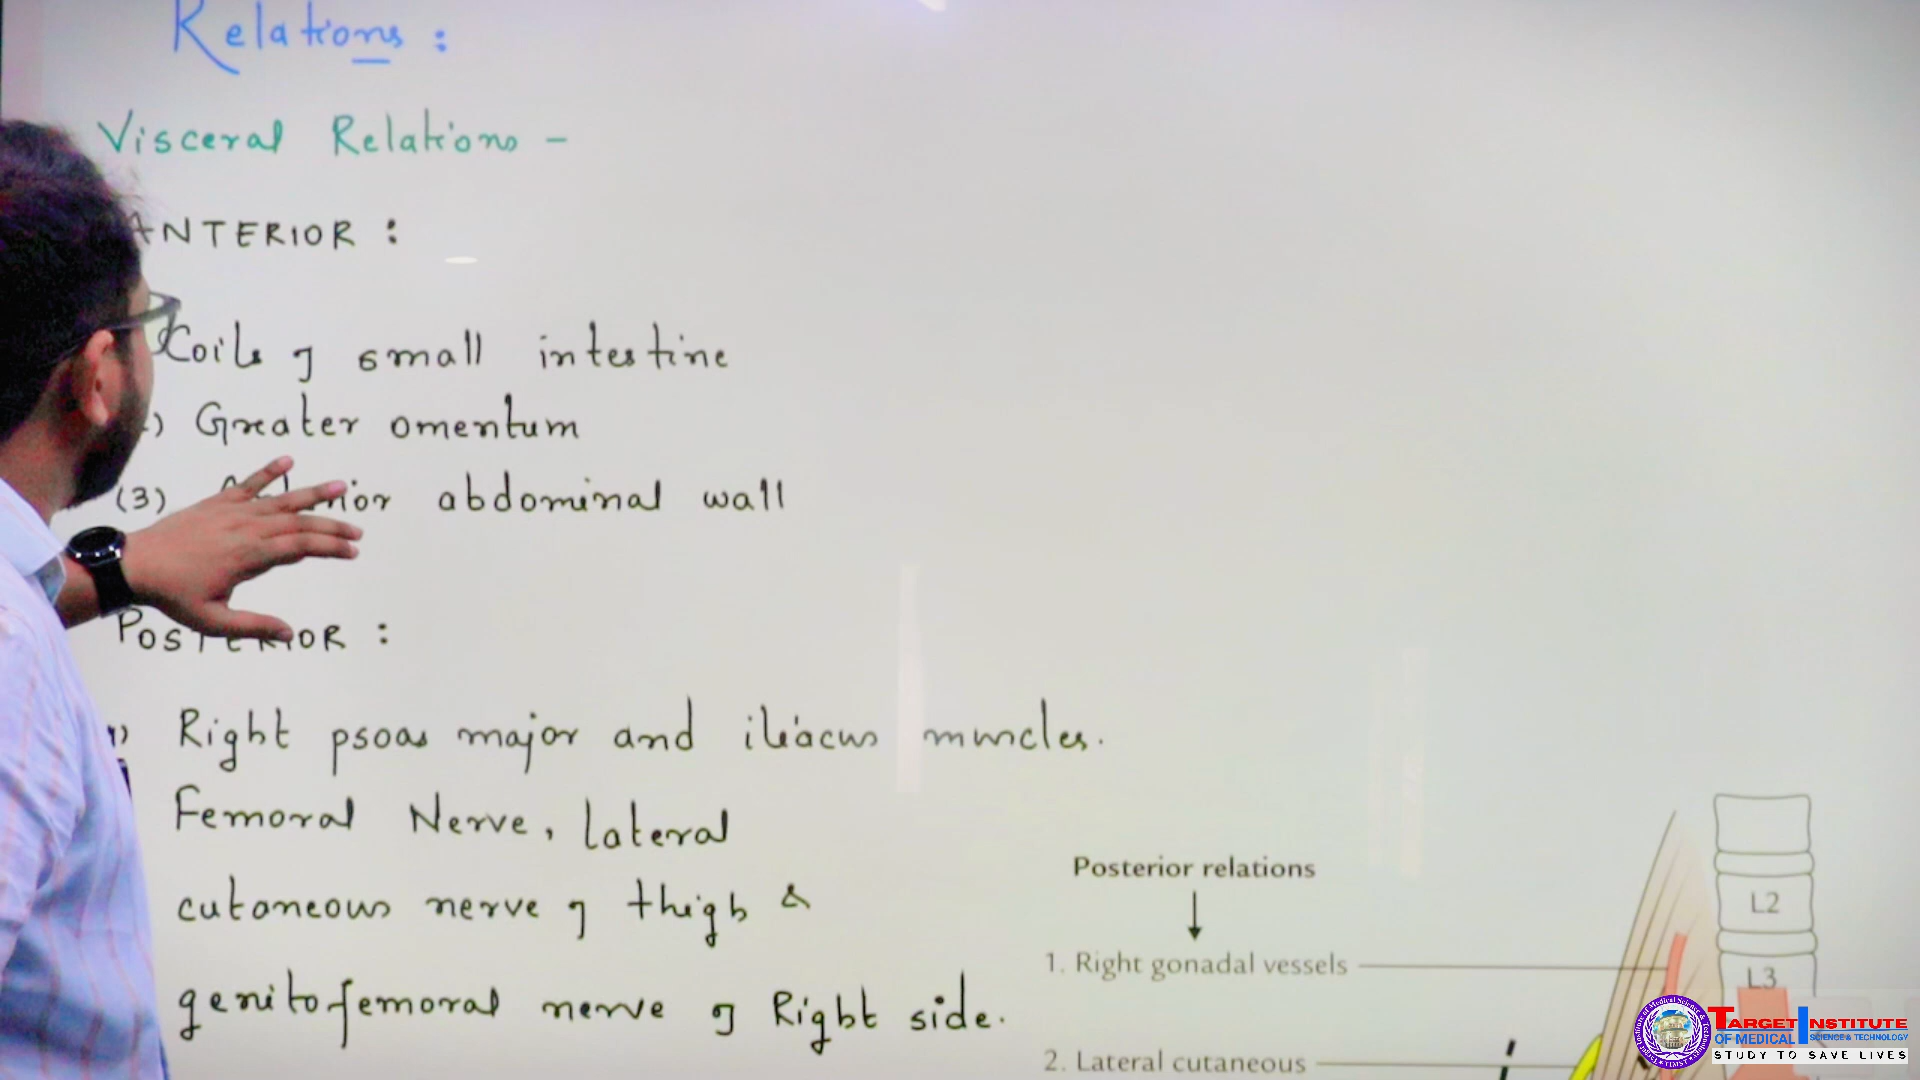 Relations :
Visceral Relations -
ANTERIOR :
Coils of small intestine
Greater omentum
(3) abdominal wall
POSTERIOR :
1) Right psoas major and iliacus muscles.
Femoral Nerve, lateral
cutaneous nerve of thigh &
genitofemoral nerve of Right side.
Posterior relations
1. Right gonadal vessels
2. Lateral cutaneous
L2
L3
TARGET INSTITUTE
OF MEDICAL SCIENCE & TECHNOLOGY
STUDY TO SAVE LIVES